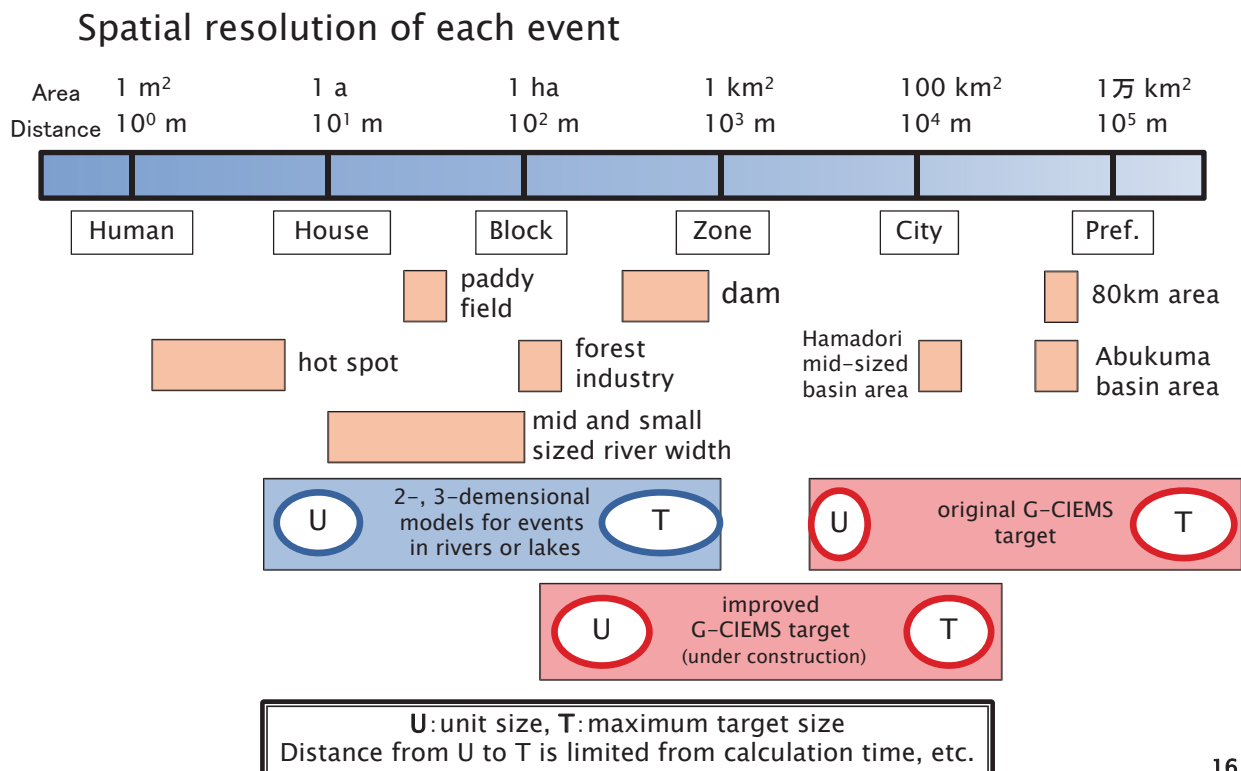 Spatial resolution of each event
Area 1 m² 1 a 1 ha 1 km² 100 km² 1万 km²
Distance 10⁰ m 10¹ m 10² m 10³ m 10⁴ m 10⁵ m
Human House Block Zone City Pref.
paddy
field
dam
80km area
hot spot
forest
industry
Hamadori
mid-sized
basin area
Abukuma
basin area
mid and small
sized river width
U
2-, 3-demensional
models for events
in rivers or lakes
T
U
original G-CIEMS
target
T
U
improved
G-CIEMS target
(under construction)
T
U:unit size, T:maximum target size
Distance from U to T is limited from calculation time, etc.
16